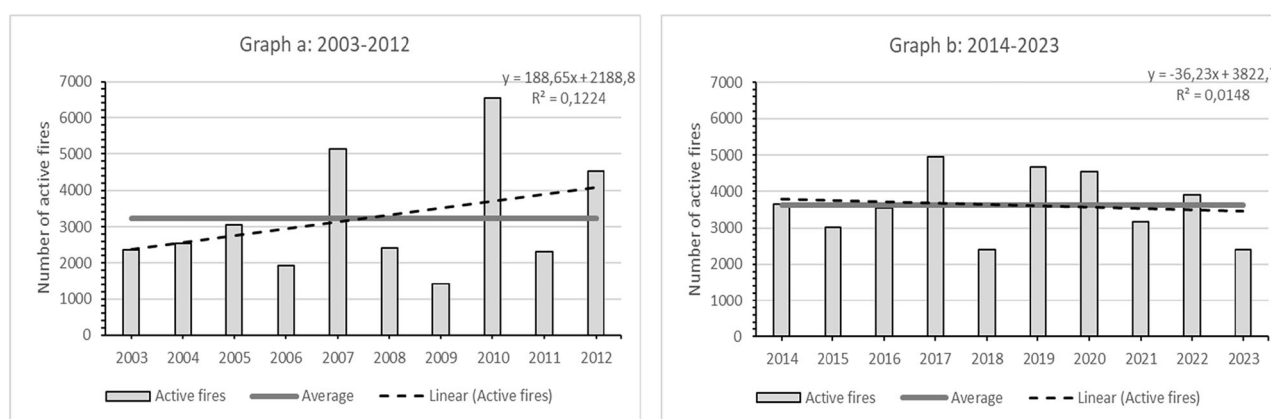 Graph a: 2003-2012
y = 188,65x + 2188,8
R² = 0,1224
Number of active fires
7000
6000
5000
4000
3000
2000
1000
0
2003 2004 2005 2006 2007 2008 2009 2010 2011 2012
Active fires Average Linear (Active fires)
Graph b: 2014-2023
y = -36,23x + 3822,
R² = 0,0148
Number of active fires
7000
6000
5000
4000
3000
2000
1000
0
2014 2015 2016 2017 2018 2019 2020 2021 2022 2023
Active fires Average Linear (Active fires)